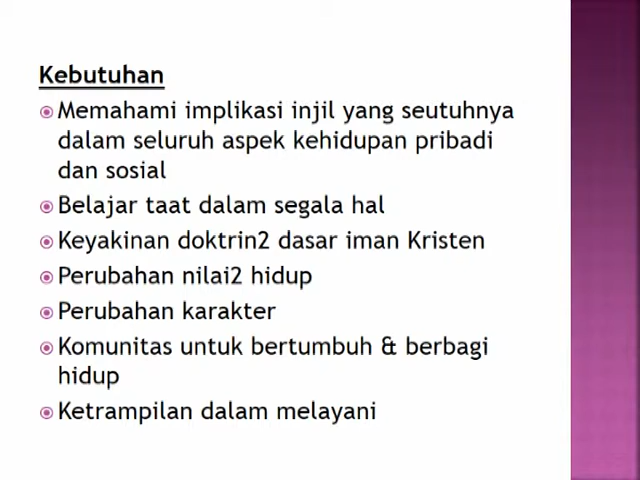 Kebutuhan
Memahami implikasi injil yang seutuhnya
dalam seluruh aspek kehidupan pribadi
dan sosial
Belajar taat dalam segala hal
Keyakinan doktrin2 dasar iman Kristen
Perubahan nilai2 hidup
Perubahan karakter
Komunitas untuk bertumbuh & berbagi
hidup
Ketrampilan dalam melayani